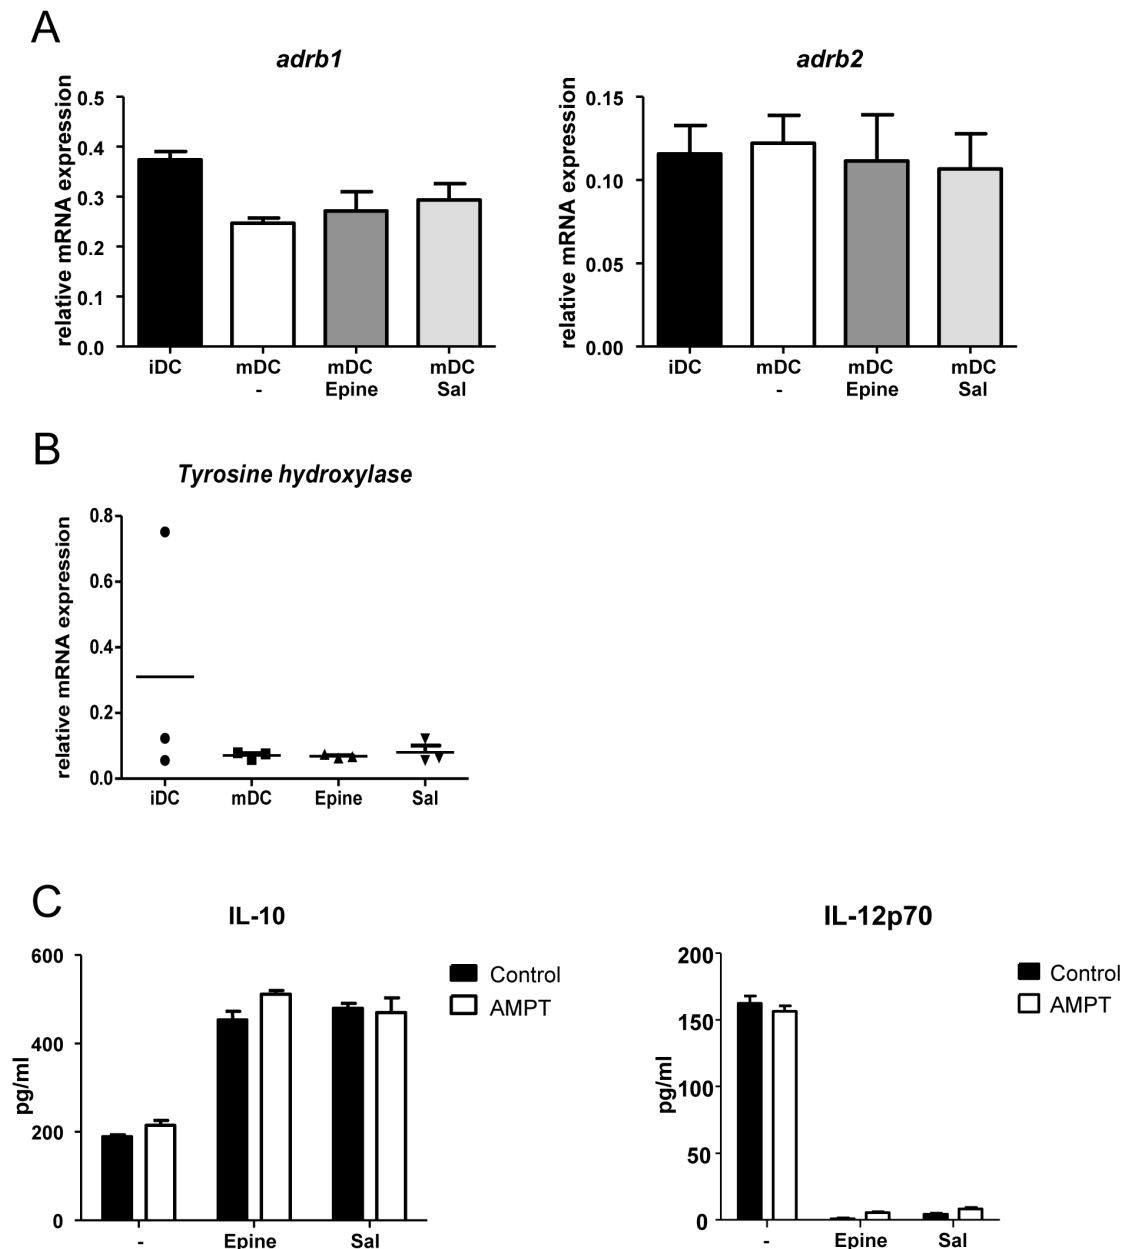 A
adrb1
relative mRNA expression
0.5
0.4
0.3
0.2
0.1
0.0
iDC mDC mDC mDC
- Epine Sal
adrb2
relative mRNA expression
0.15
0.10
0.05
0.00
iDC mDC mDC mDC
- Epine Sal
B
Tyrosine hydroxylase
relative mRNA expression
0.8
0.6
0.4
0.2
0.0
iDC mDC Epine Sal
C
IL-10
pg/ml
600
400
200
0
- Epine Sal
Control
AMPT
IL-12p70
pg/ml
200
150
100
50
0
- Epine Sal
Control
AMPT